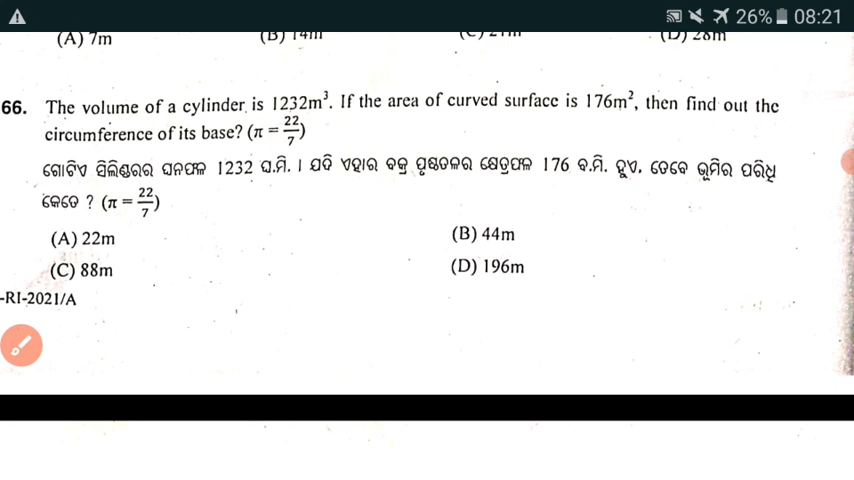 26% 08:21
(A) 7m (B) 14m (D) 28m
66. The volume of a cylinder is 1232m³. If the area of curved surface is 176m², then find out the
circumference of its base? (π = 22/7)
ଗୋଟିଏ ସିଲିଣ୍ଡରର ଘନଫଳ 1232 ଘ.ମି. । ଯଦି ଏହାର ବକ୍ର ପୃଷ୍ଠତଳର କ୍ଷେତ୍ରଫଳ 176 ବ.ମି. ହୁଏ, ତେବେ ଭୂମିର ପରିଧି
କେତେ ? (π = 22/7)
(A) 22m (B) 44m
(C) 88m (D) 196m
-RI-2021/A